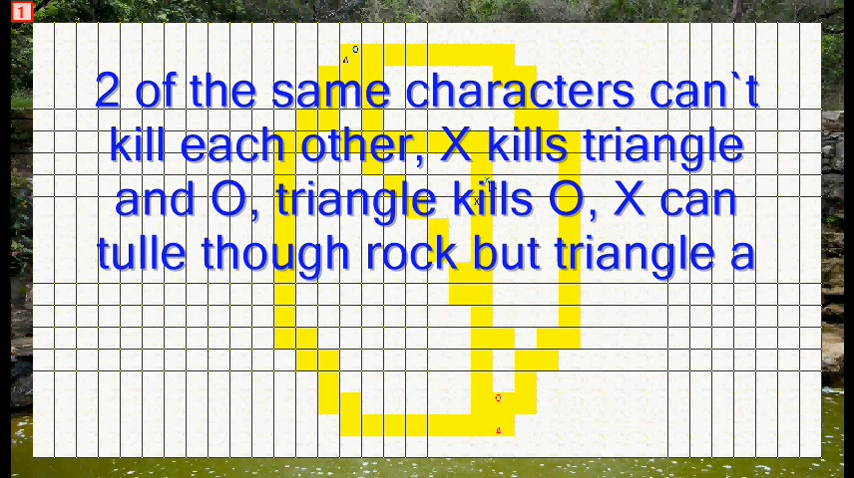 1
O
A
2 of the same characters can`t
kill each other, X kills triangle
and O, triangle kills O, X can
tulle though rock but triangle a
X
O
A